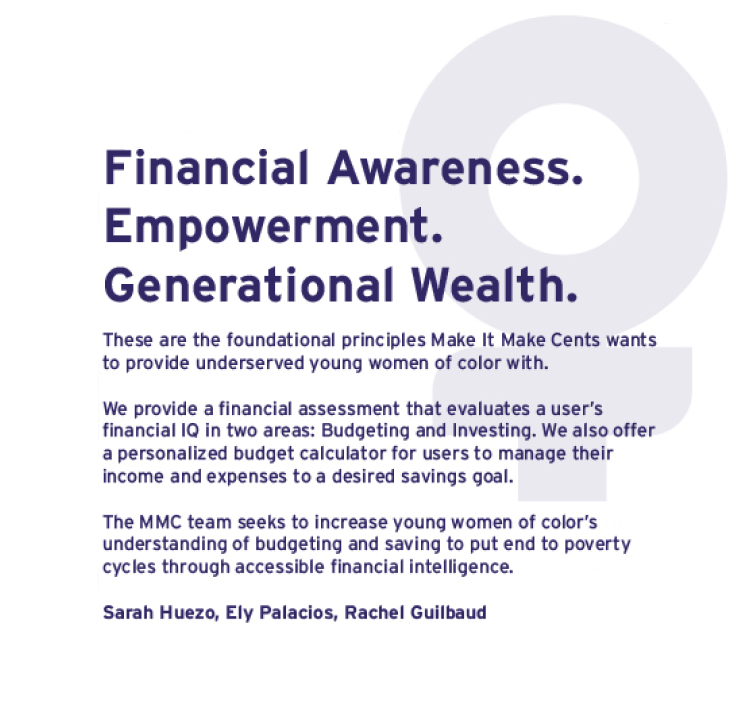 Financial Awareness.
Empowerment.
Generational Wealth.
These are the foundational principles Make It Make Cents wants
to provide underserved young women of color with.
We provide a financial assessment that evaluates a user's
financial IQ in two areas: Budgeting and Investing. We also offer
a personalized budget calculator for users to manage their
income and expenses to a desired savings goal.
The MMC team seeks to increase young women of color's
understanding of budgeting and saving to put end to poverty
cycles through accessible financial intelligence.
Sarah Huezo, Ely Palacios, Rachel Guilbaud